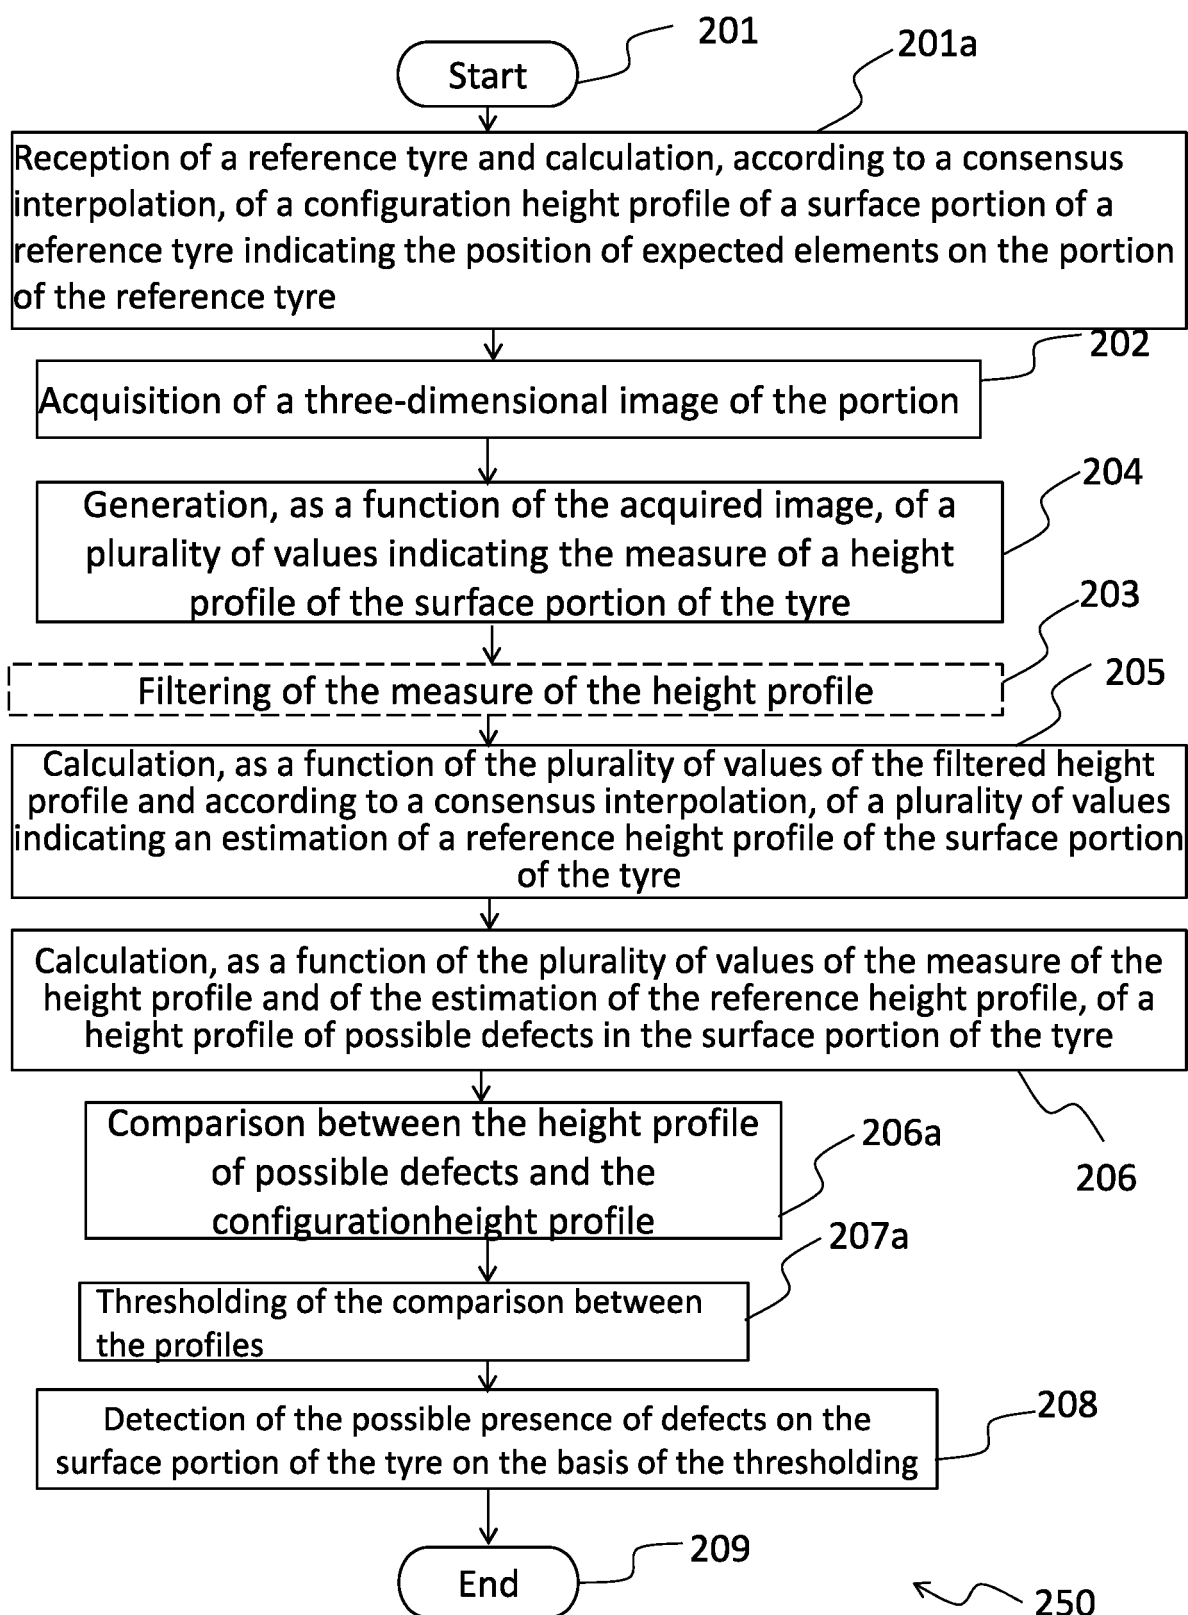 201
Start
201a
Reception of a reference tyre and calculation, according to a consensus
interpolation, of a configuration height profile of a surface portion of a
reference tyre indicating the position of expected elements on the portion
of the reference tyre
202
Acquisition of a three-dimensional image of the portion
204
Generation, as a function of the acquired image, of a
plurality of values indicating the measure of a height
profile of the surface portion of the tyre
203
Filtering of the measure of the height profile
205
Calculation, as a function of the plurality of values of the filtered height
profile and according to a consensus interpolation, of a plurality of values
indicating an estimation of a reference height profile of the surface portion
of the tyre
Calculation, as a function of the plurality of values of the measure of the
height profile and of the estimation of the reference height profile, of a
height profile of possible defects in the surface portion of the tyre
206
Comparison between the height profile
of possible defects and the
configurationheight profile
206a
207a
Thresholding of the comparison between
the profiles
208
Detection of the possible presence of defects on the
surface portion of the tyre on the basis of the thresholding
209
End
250